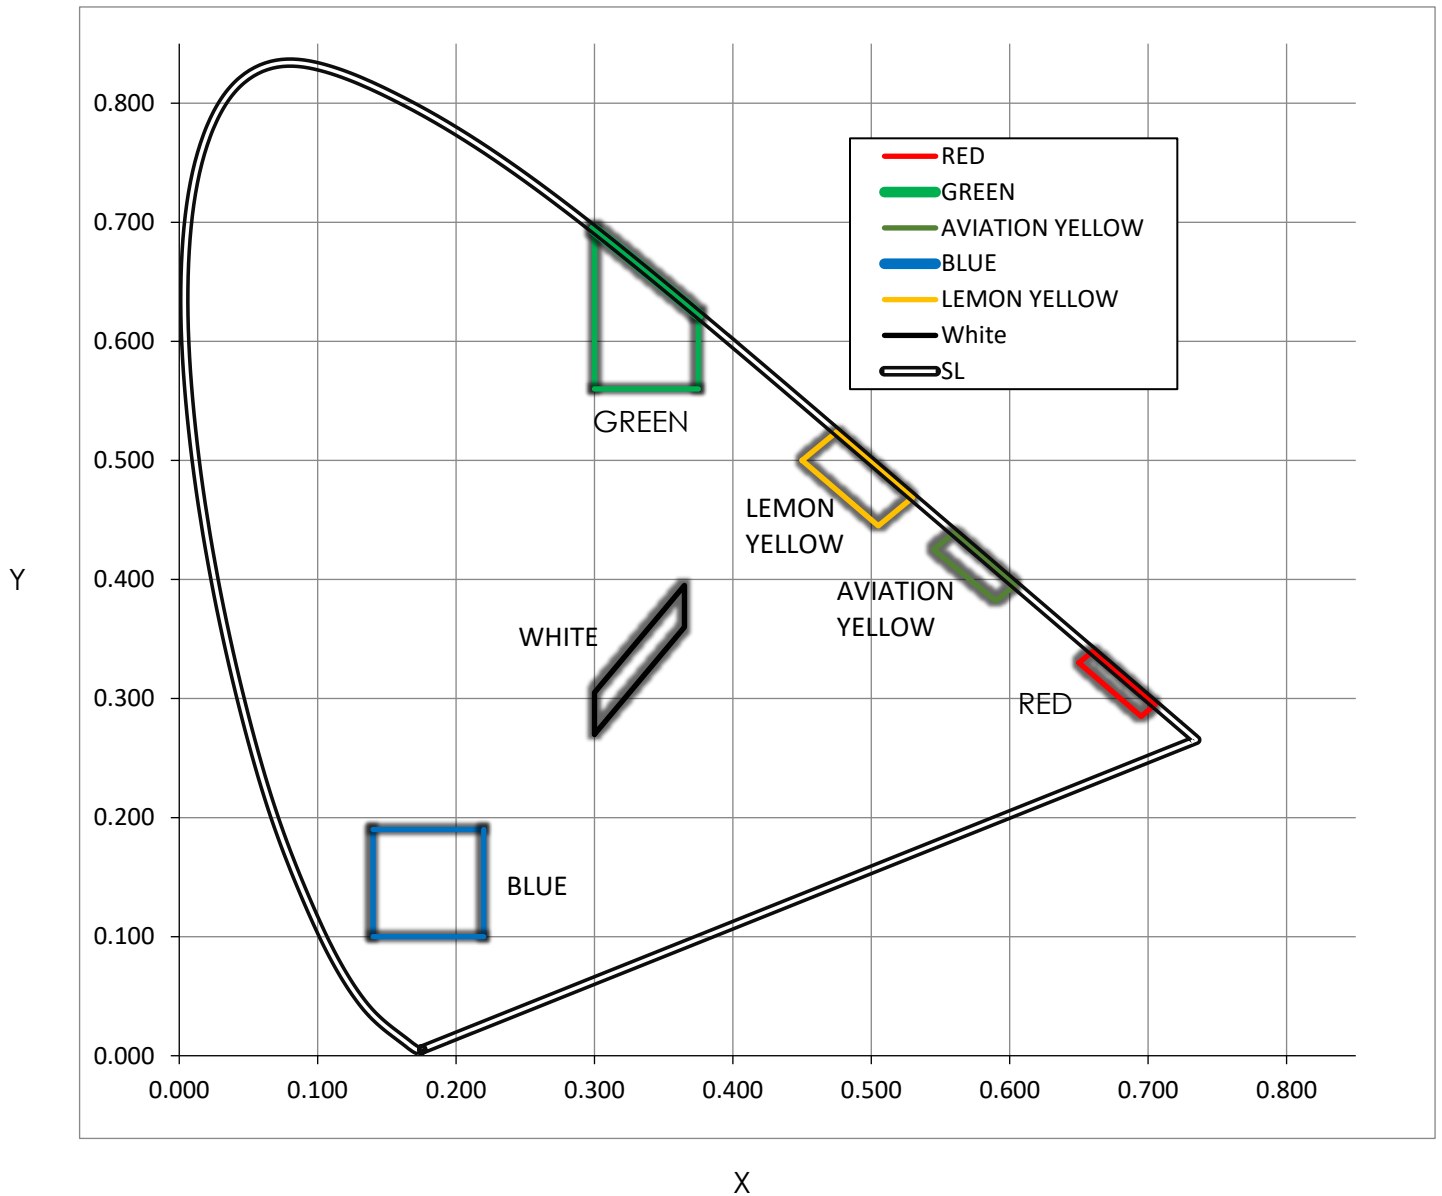 0.800
0.700
0.600
0.500
0.400
0.300
0.200
0.100
0.000
Y
RED
GREEN
AVIATION YELLOW
BLUE
LEMON YELLOW
White
SL
GREEN
LEMON
YELLOW
AVIATION
YELLOW
WHITE
RED
BLUE
0.000 0.100 0.200 0.300 0.400 0.500 0.600 0.700 0.800
X